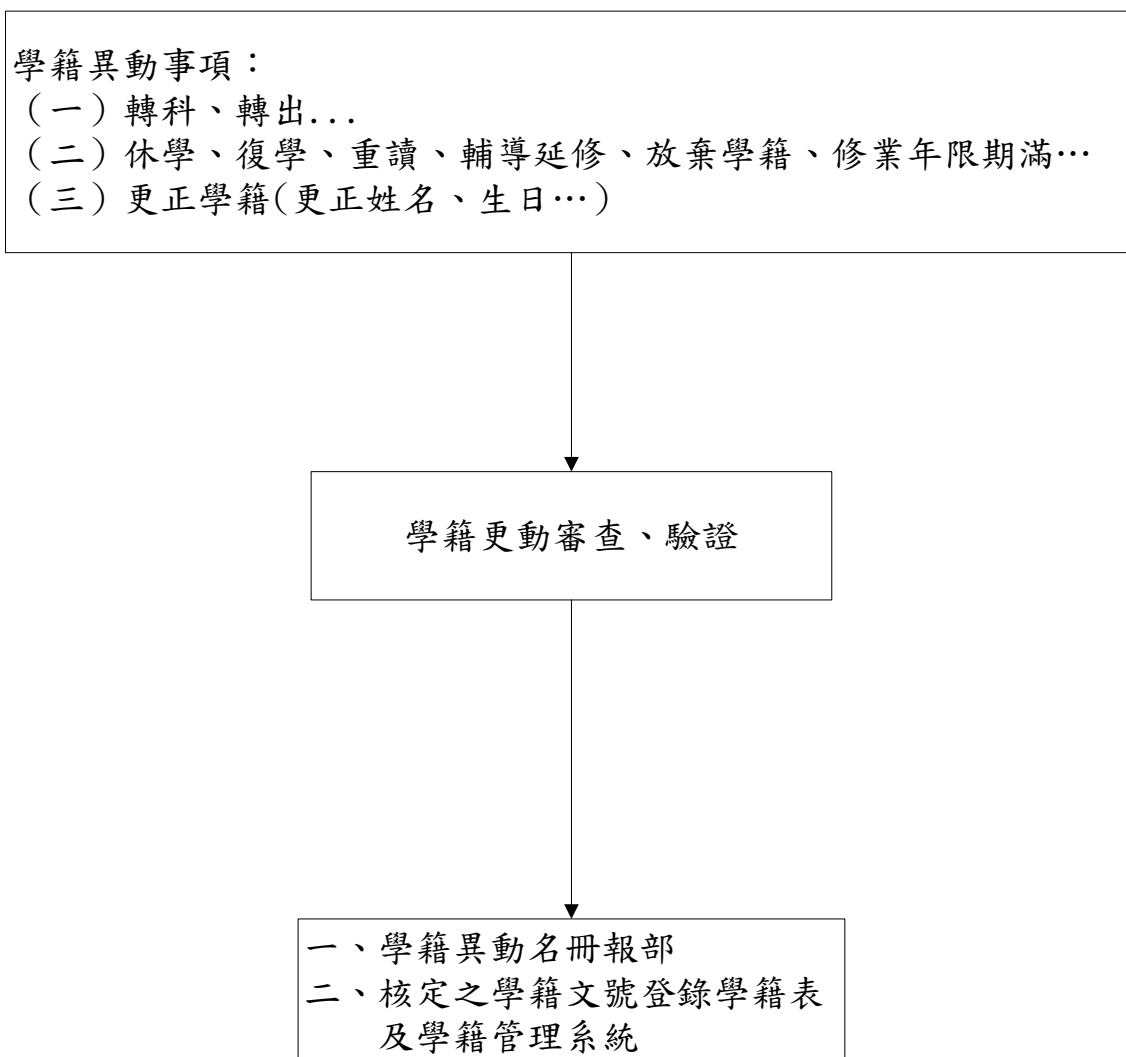 學籍異動事項：
（一）轉科、轉出...
（二）休學、復學、重讀、輔導延修、放棄學籍、修業年限期滿…
（三）更正學籍(更正姓名、生日…）
學籍更動審查、驗證
一、學籍異動名冊報部
二、核定之學籍文號登錄學籍表
及學籍管理系統